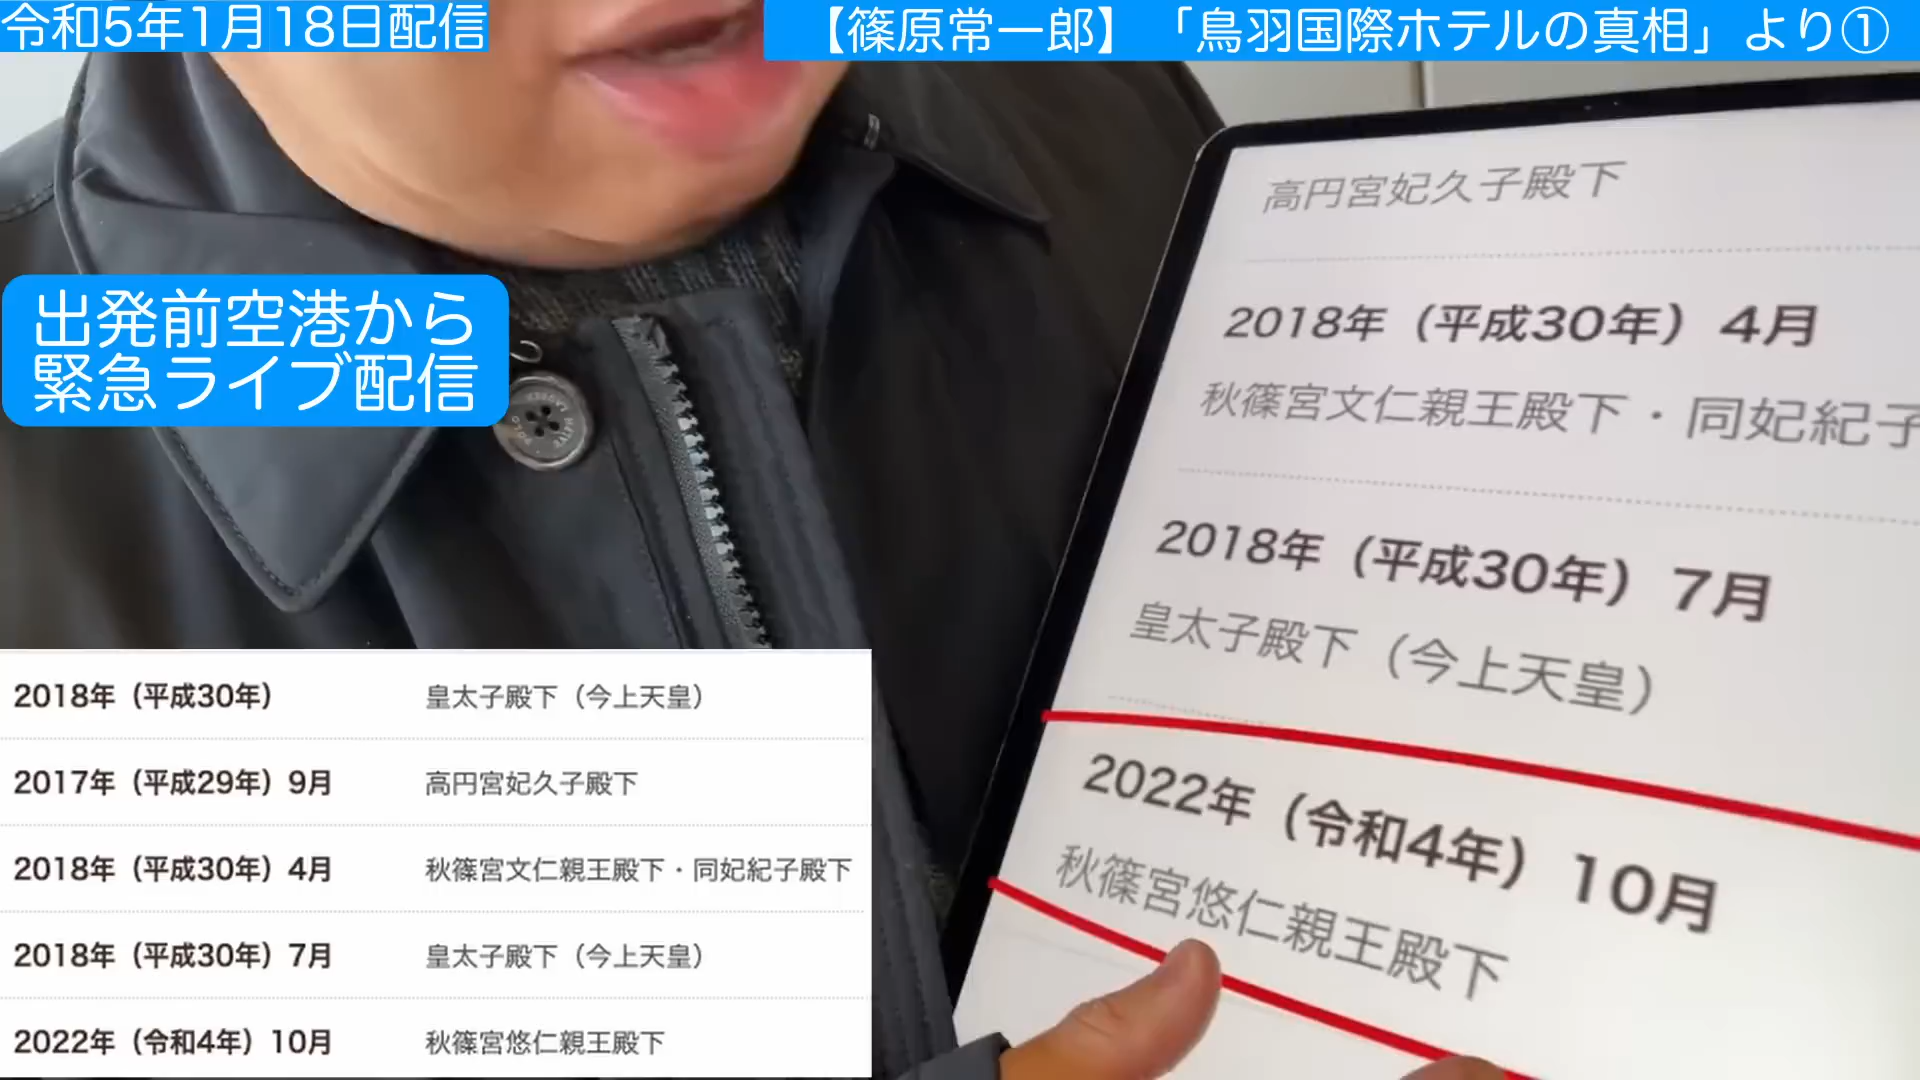 令和5年1月18日配信
【篠原常一郎】「鳥羽国際ホテルの真相」より①
出発前空港から
緊急ライブ配信
高円宮妃久子殿下
2018年（平成30年）4月
秋篠宮文仁親王殿下・同妃紀子
2018年（平成30年）7月
皇太子殿下（今上天皇）
2022年（令和4年）10月
秋篠宮悠仁親王殿下
2018年（平成30年） 皇太子殿下（今上天皇）
2017年（平成29年）9月 高円宮妃久子殿下
2018年（平成30年）4月 秋篠宮文仁親王殿下・同妃紀子殿下
2018年（平成30年）7月 皇太子殿下（今上天皇）
2022年（令和4年）10月 秋篠宮悠仁親王殿下